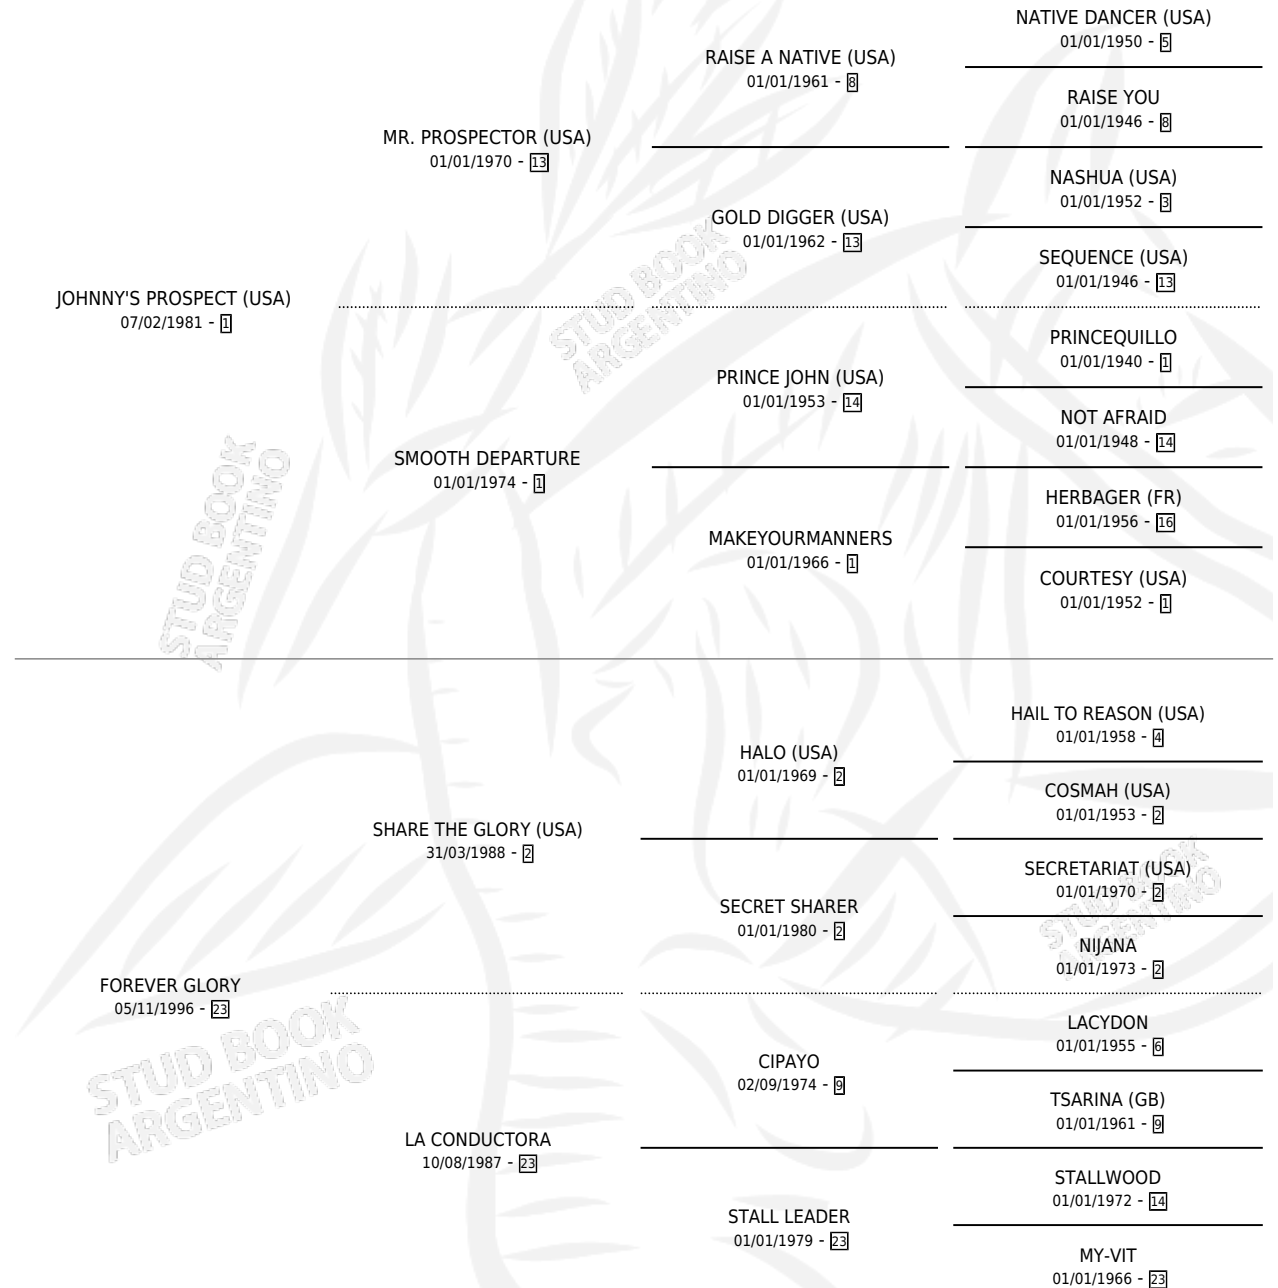 NATIVE DANCER (USA)
01/01/1950 - 5
RAISE A NATIVE (USA)
01/01/1961 - 8
RAISE YOU
01/01/1946 - 8
MR. PROSPECTOR (USA)
01/01/1970 - 13
NASHUA (USA)
01/01/1952 - 3
GOLD DIGGER (USA)
01/01/1962 - 13
SEQUENCE (USA)
01/01/1946 - 13
JOHNNY'S PROSPECT (USA)
07/02/1981 - 1
STUD BOOK
ARGENTINO
PRINCEQUILLO
01/01/1940 - 1
PRINCE JOHN (USA)
01/01/1953 - 14
NOT AFRAID
01/01/1948 - 14
SMOOTH DEPARTURE
01/01/1974 - 1
HERBAGER (FR)
01/01/1956 - 16
MAKEYOURMANNERS
01/01/1966 - 1
COURTESY (USA)
01/01/1952 - 1
STUD BOOK
ARGENTINO
HAIL TO REASON (USA)
01/01/1958 - 4
HALO (USA)
01/01/1969 - 2
COSMAH (USA)
01/01/1953 - 2
SHARE THE GLORY (USA)
31/03/1988 - 2
SECRETARIAT (USA)
01/01/1970 - 2
SECRET SHARER
01/01/1980 - 2
STUD BOOK
ARGENTINO
NIJANA
01/01/1973 - 2
FOREVER GLORY
05/11/1996 - 23
STUD BOOK
ARGENTINO
LACYDON
01/01/1955 - 6
CIPAYO
02/09/1974 - 9
TSARINA (GB)
01/01/1961 - 9
LA CONDUCTORA
10/08/1987 - 23
STALLWOOD
01/01/1972 - 14
STALL LEADER
01/01/1979 - 23
MY-VIT
01/01/1966 - 23